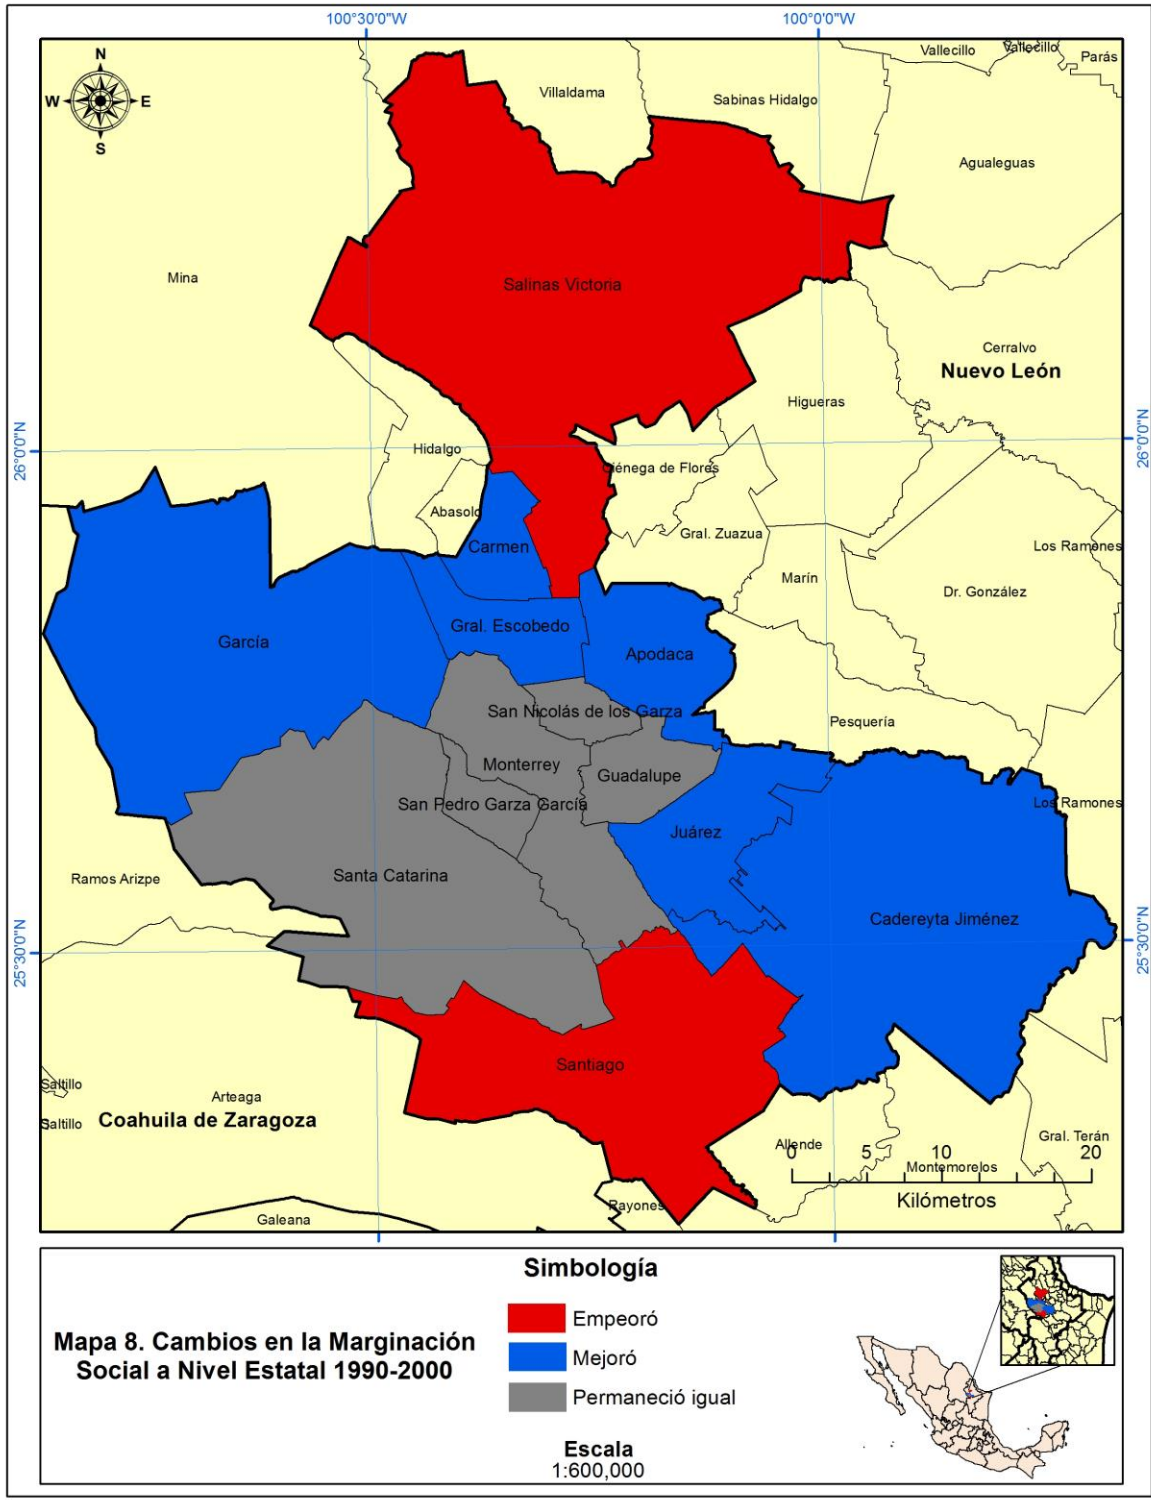 100°30'0"W
100°0'0"W
N
W
E
S
Villaldama
Sabinas Hidalgo
Vallecillo
Vallecillo
Parás
Agualeguas
Mina
Salinas Victoria
Cerralvo
Nuevo León
Higueras
26°0'0"N
26°0'0"N
Hidalgo
Ciénega de Flores
Abasolo
Carmen
Gral. Zuazua
Los Ramones
Marín
Dr. González
García
Gral. Escobedo
Apodaca
San Nicolás de los Garza
Pesquería
Monterrey
Guadalupe
San Pedro Garza García
Los Ramones
Juárez
Ramos Arizpe
Santa Catarina
Cadereyta Jiménez
25°30'0"N
25°30'0"N
Santiago
Saltillo
Arteaga
Coahuila de Zaragoza
Saltillo
Allende
Gral. Terán
0 5 10 20
Montemorelos
Kilómetros
Rayones
Galeana
Simbología
Empeoró
Mejoró
Permaneció igual
Mapa 8. Cambios en la Marginación
Social a Nivel Estatal 1990-2000
Escala
1:600,000